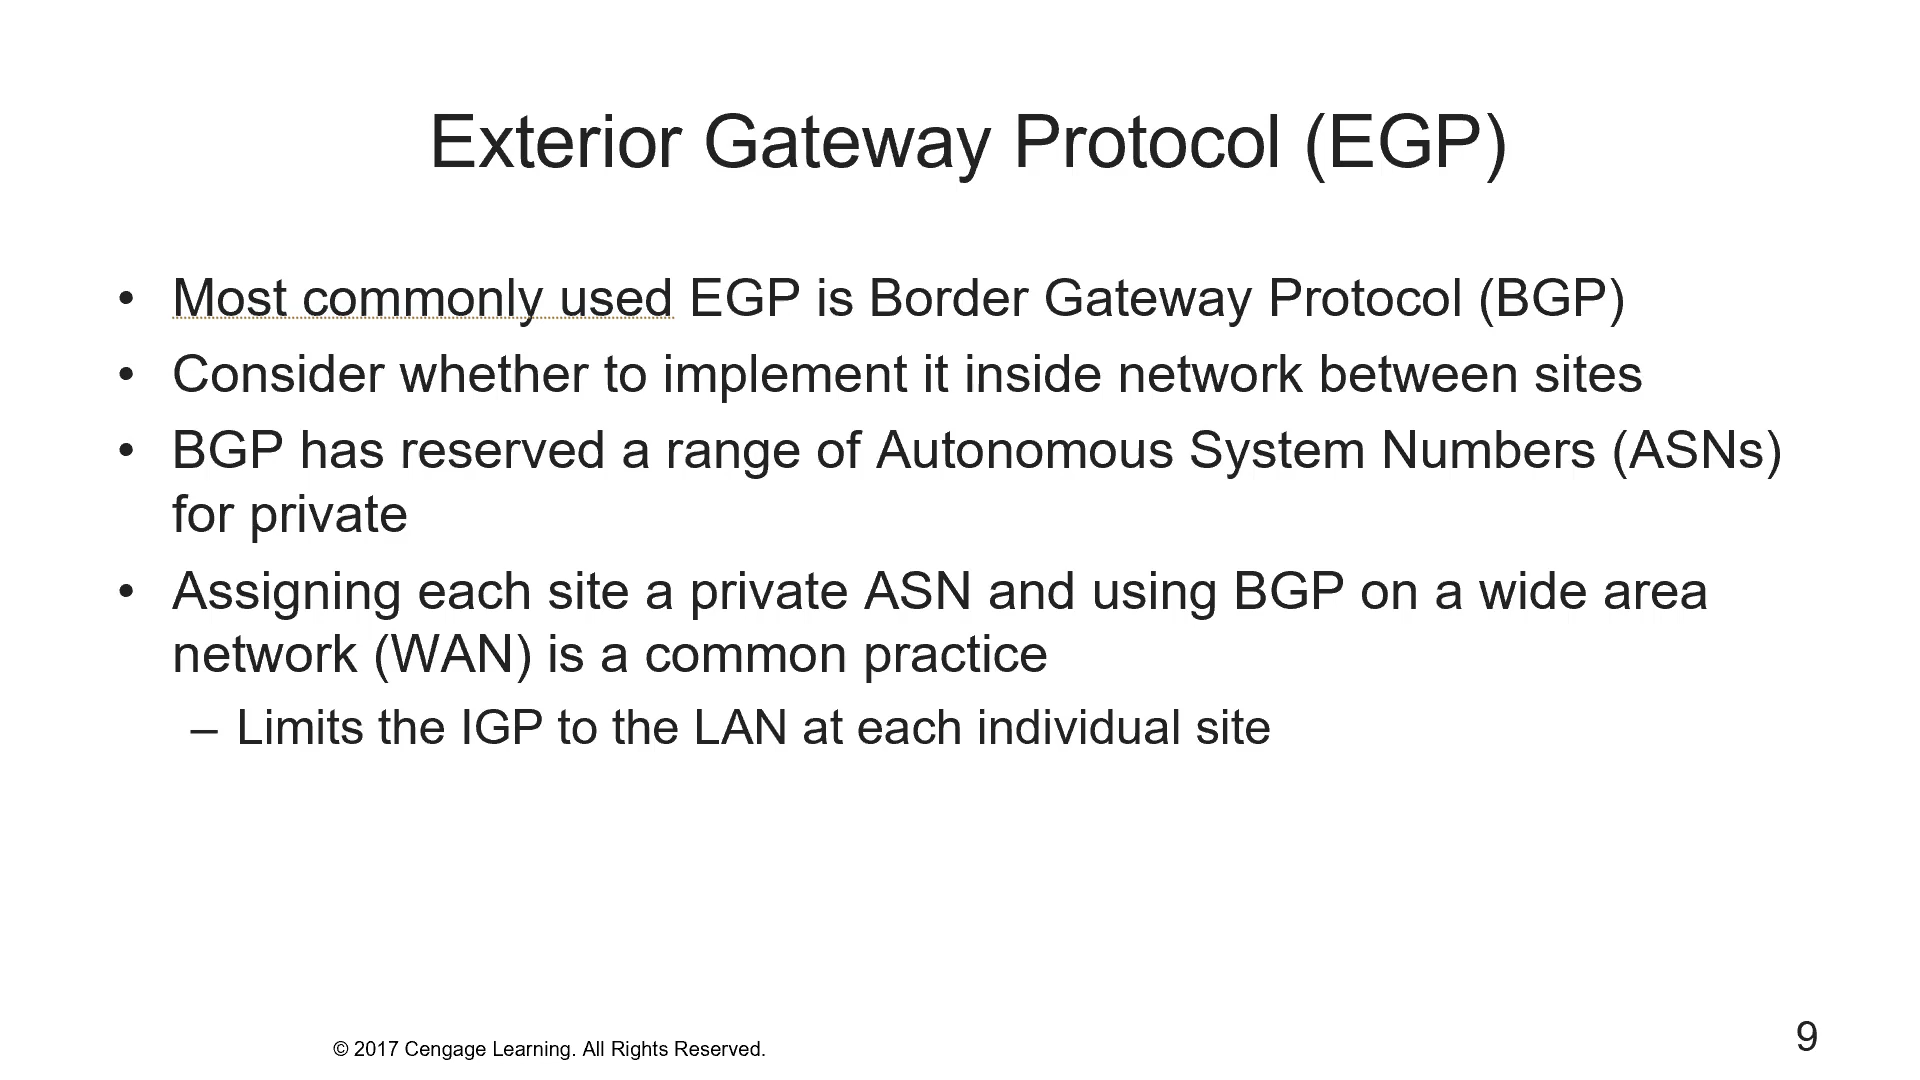 Exterior Gateway Protocol (EGP)
• Most commonly used EGP is Border Gateway Protocol (BGP)
• Consider whether to implement it inside network between sites
• BGP has reserved a range of Autonomous System Numbers (ASNs)
for private
• Assigning each site a private ASN and using BGP on a wide area
network (WAN) is a common practice
– Limits the IGP to the LAN at each individual site
© 2017 Cengage Learning. All Rights Reserved.
9